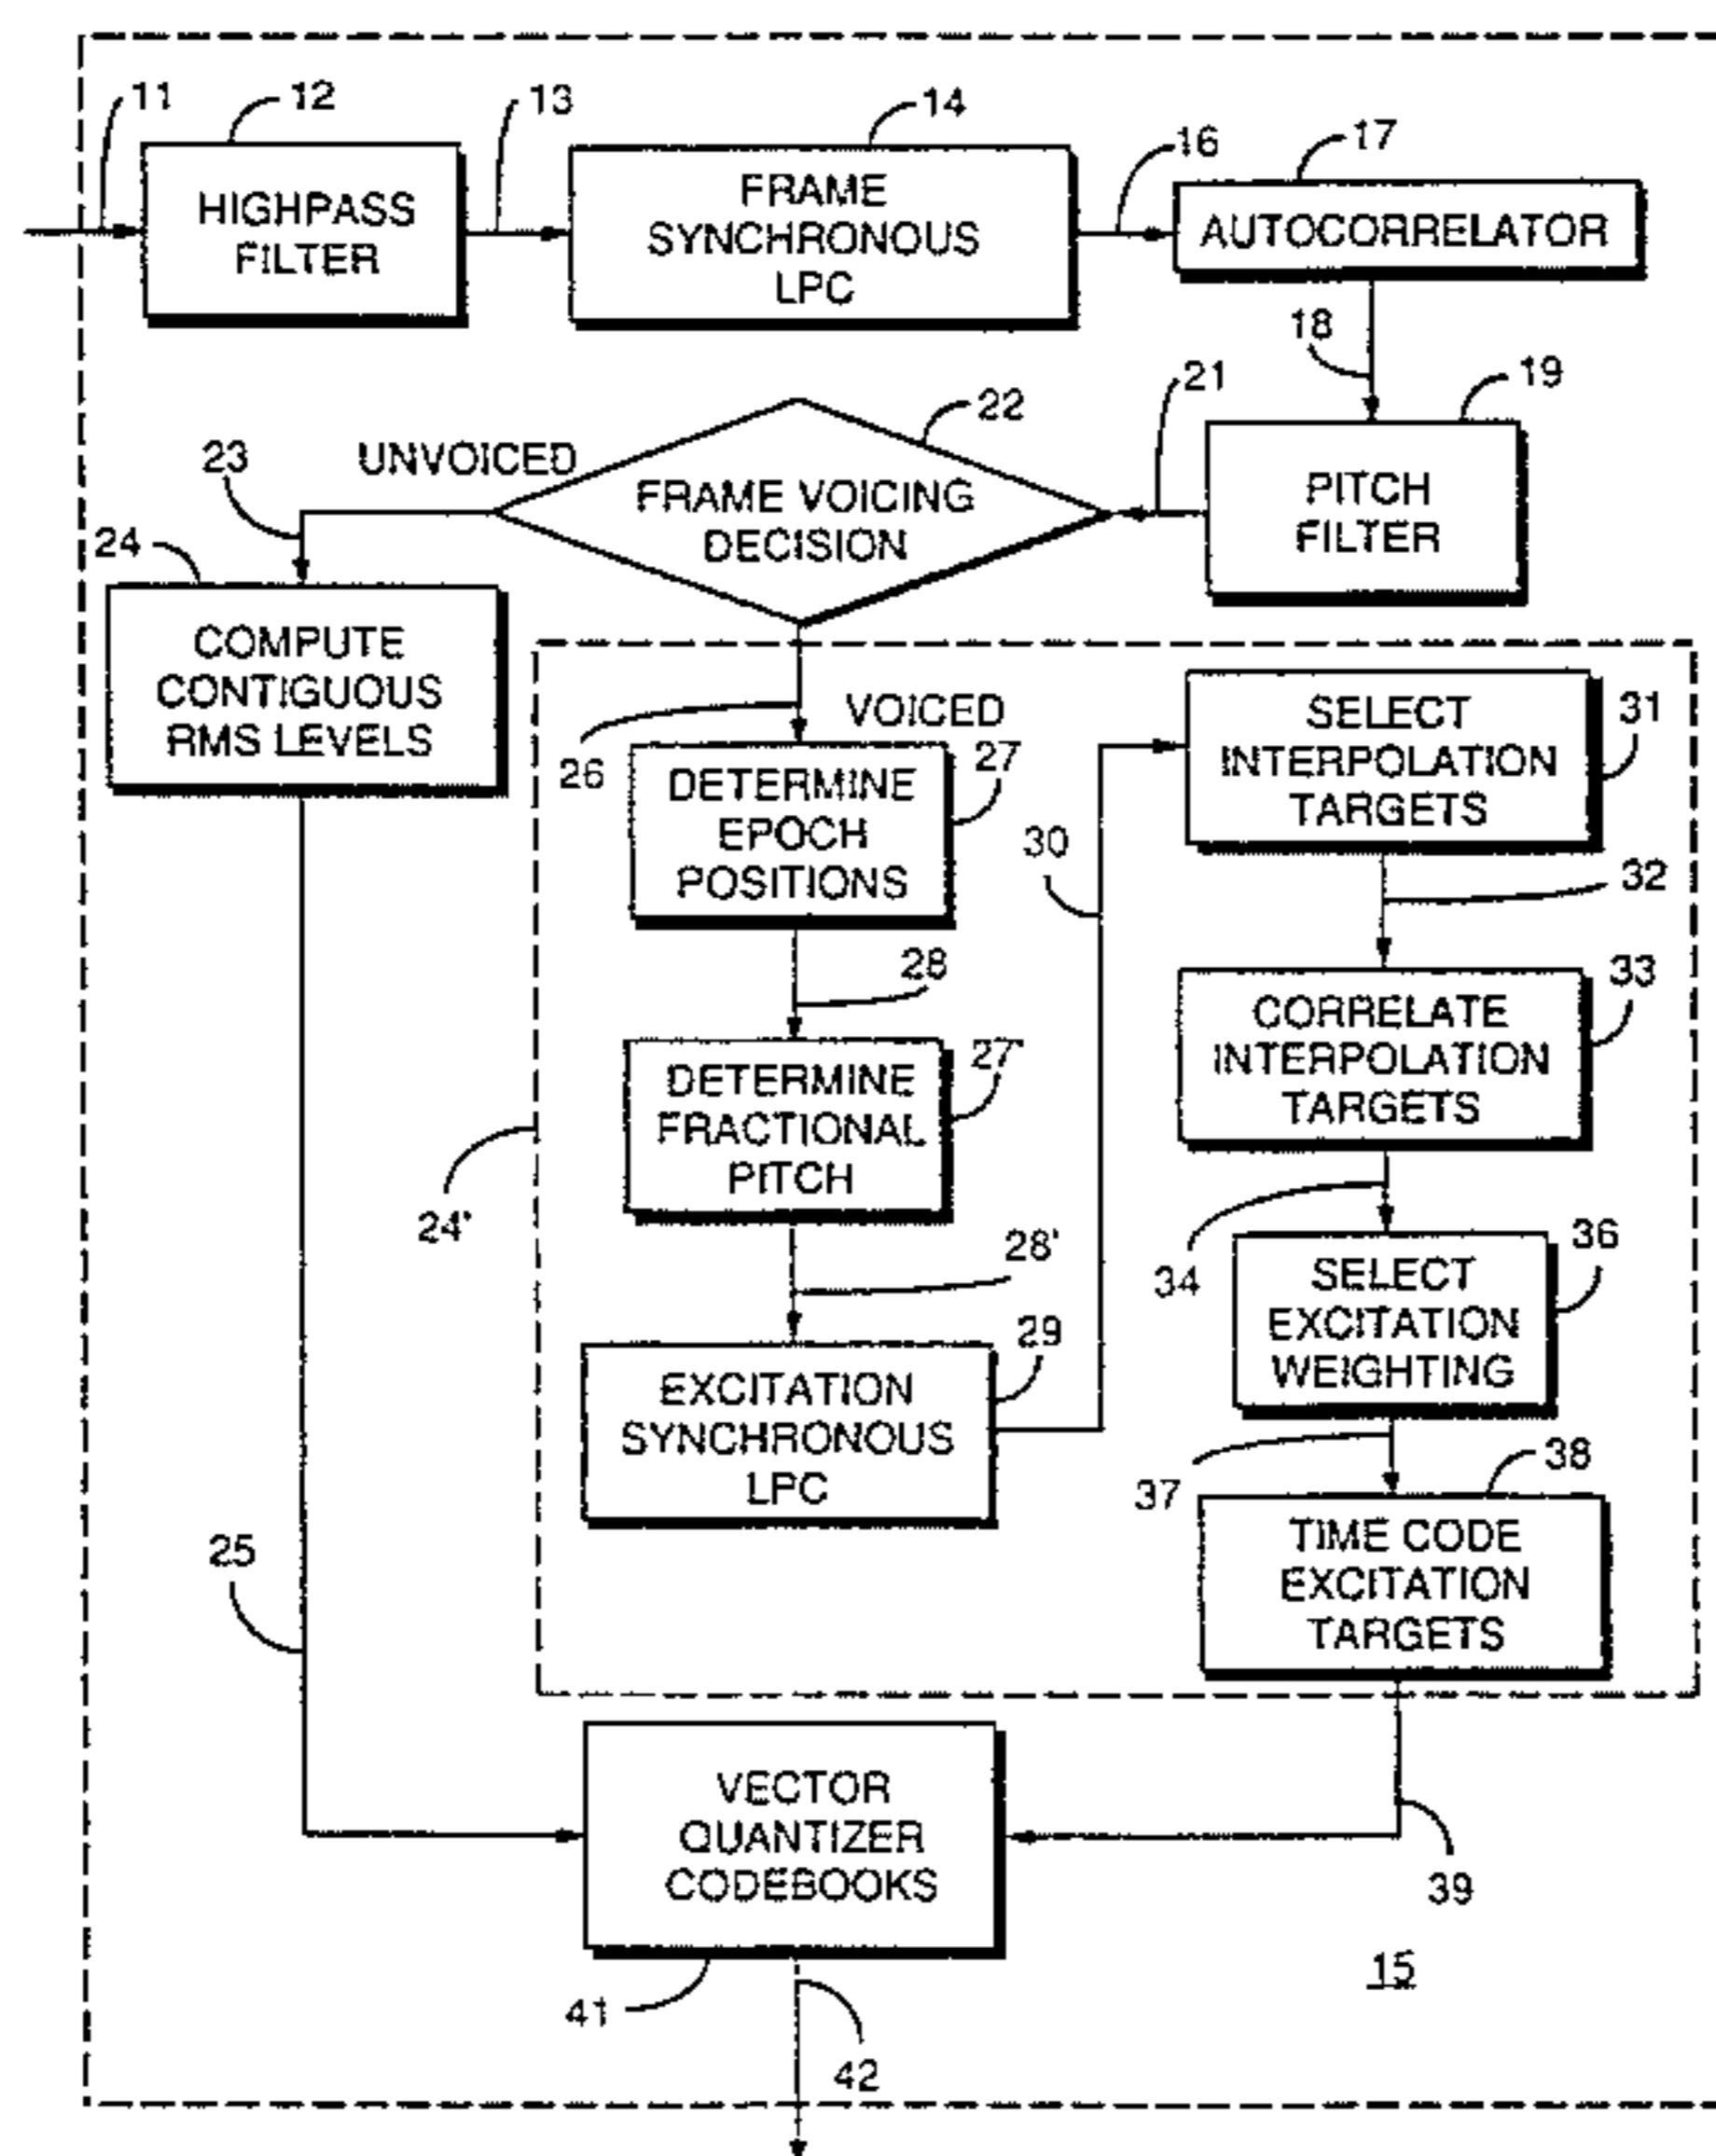 11
12
13
14
16
17
HIGHPASS
FILTER
FRAME
SYNCHRONOUS
LPC
AUTOCORRELATOR
18
19
21
22
23
UNVOICED
FRAME VOICING
DECISION
PITCH
FILTER
24
COMPUTE
CONTIGUOUS
RMS LEVELS
26
VOICED
27
DETERMINE
EPOCH
POSITIONS
30
SELECT
INTERPOLATION
TARGETS
31
32
28
CORRELATE
INTERPOLATION
TARGETS
33
27'
DETERMINE
FRACTIONAL
PITCH
24'
28'
34
36
SELECT
EXCITATION
WEIGHTING
29
EXCITATION
SYNCHRONOUS
LPC
37
38
TIME CODE
EXCITATION
TARGETS
25
VECTOR
QUANTIZER
CODEBOOKS
39
15
41
42